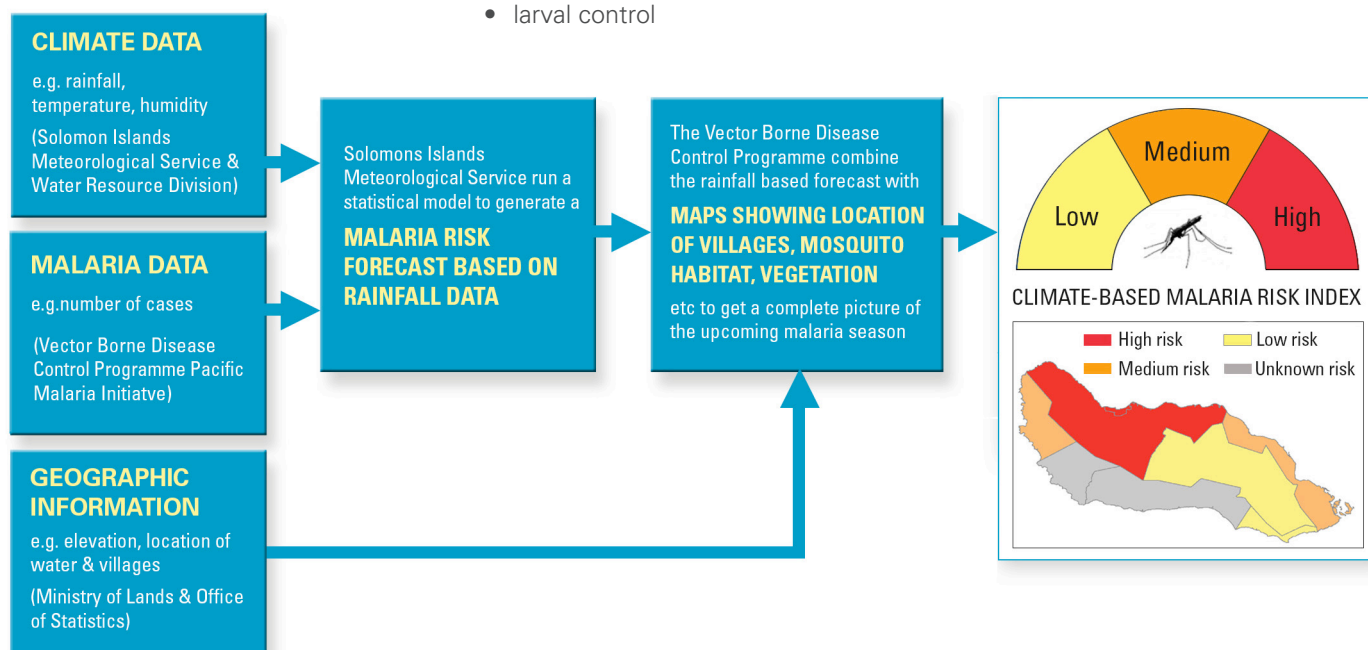 • larval control
CLIMATE DATA
e.g. rainfall,
temperature, humidity
(Solomon Islands
Meteorological Service &
Water Resource Division)
MALARIA DATA
e.g.number of cases
(Vector Borne Disease
Control Programme Pacific
Malaria Initiatve)
GEOGRAPHIC
INFORMATION
e.g. elevation, location of
water & villages
(Ministry of Lands & Office
of Statistics)
Solomons Islands
Meteorological Service run a
statistical model to generate a
MALARIA RISK
FORECAST BASED ON
RAINFALL DATA
The Vector Borne Disease
Control Programme combine
the rainfall based forecast with
MAPS SHOWING LOCATION
OF VILLAGES, MOSQUITO
HABITAT, VEGETATION
etc to get a complete picture of
the upcoming malaria season
Low
Medium
High
CLIMATE-BASED MALARIA RISK INDEX
High risk
Low risk
Medium risk
Unknown risk